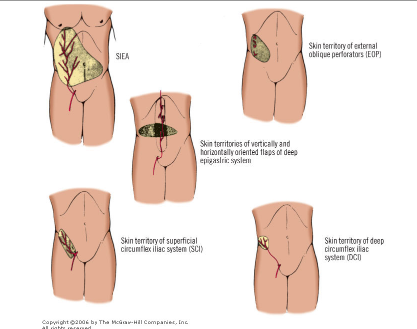 SIEA
Skin territory of external
oblique perforators (EOP)
Skin territories of vertically and
horizontally oriented flaps of deep
epigastric system
Skin territory of superficial
circumflex iliac system (SCI)
Skin territory of deep
circumflex iliac
system (DCI)
Copyright ©2006 by The McGraw-Hill Companies, Inc.
All rights reserved.